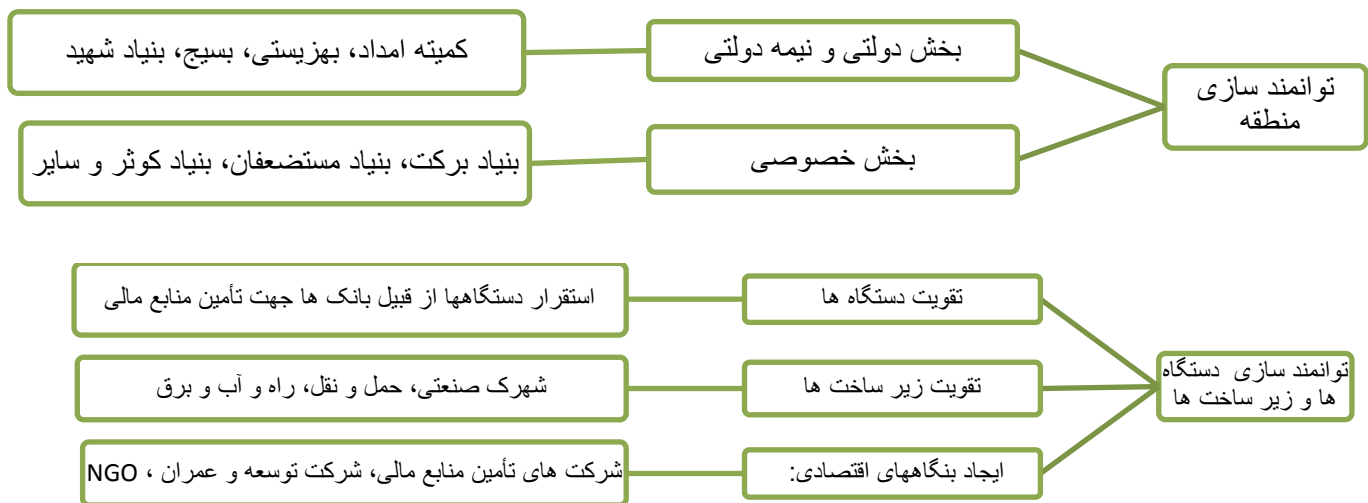 توانمند سازی
منطقه
بخش دولتی و نیمه دولتی
کمیته امداد، بهزیستی، بسیج، بنیاد شهید
بخش خصوصی
بنیاد برکت، بنیاد مستضعفان، بنیاد کوثر و سایر
توانمند سازی دستگاه
ها و زیر ساخت ها
تقویت دستگاه ها
استقرار دستگاهها از قبیل بانک ها جهت تأمین منابع مالی
تقویت زیر ساخت ها
شهرک صنعتی، حمل و نقل، راه و آب و برق
ایجاد بنگاههای اقتصادی:
شرکت های تأمین منابع مالی، شرکت توسعه و عمران ، NGO